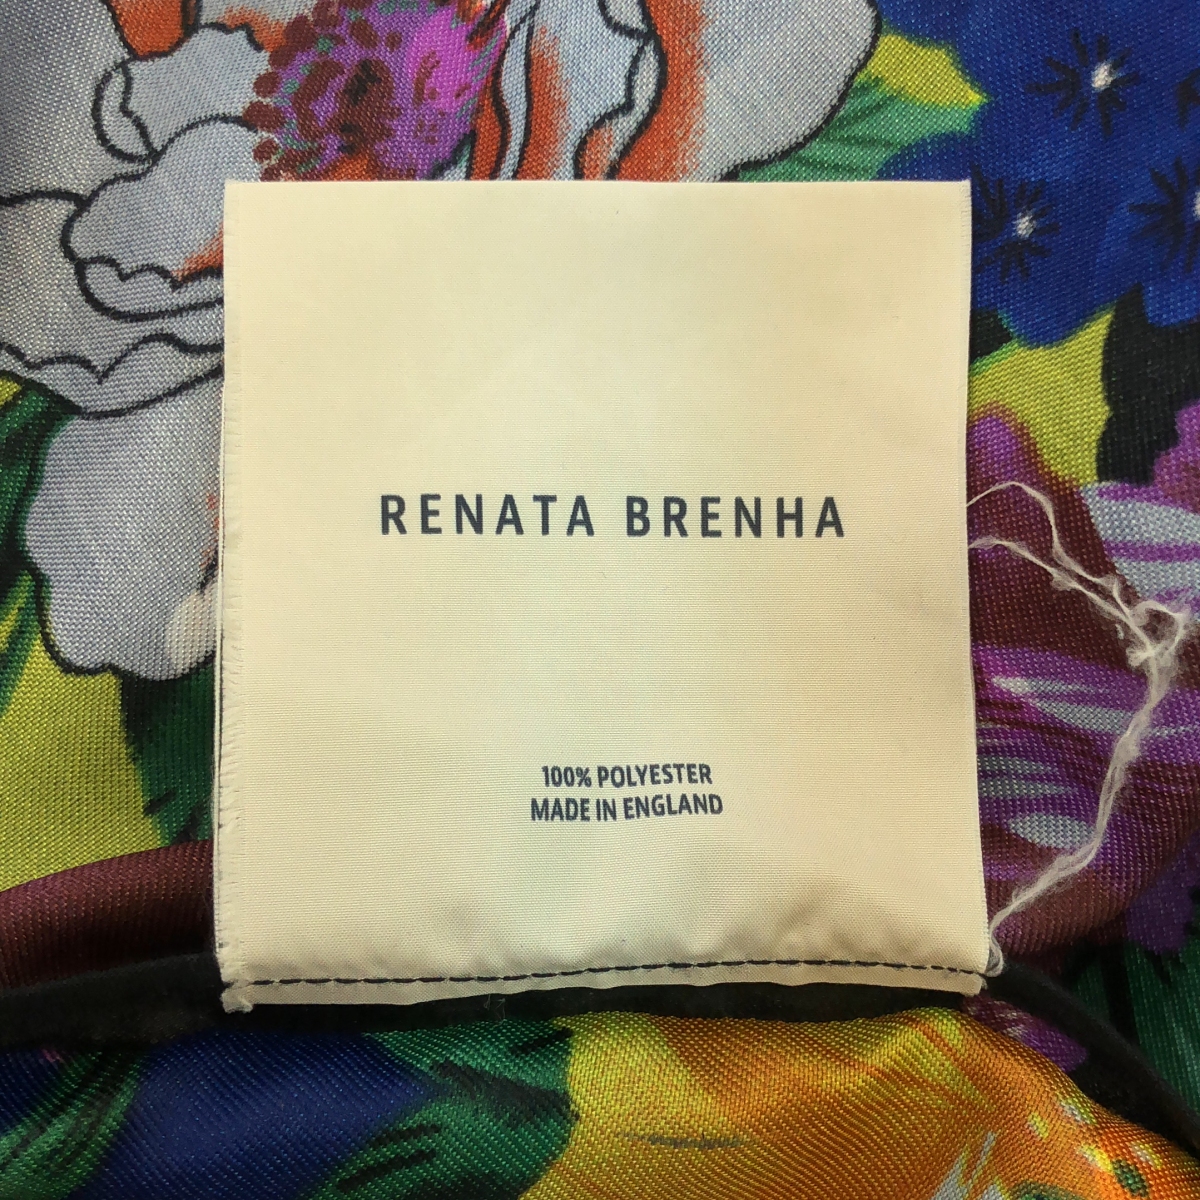 RENATA BRENHA
100% POLYESTER
MADE IN ENGLAND